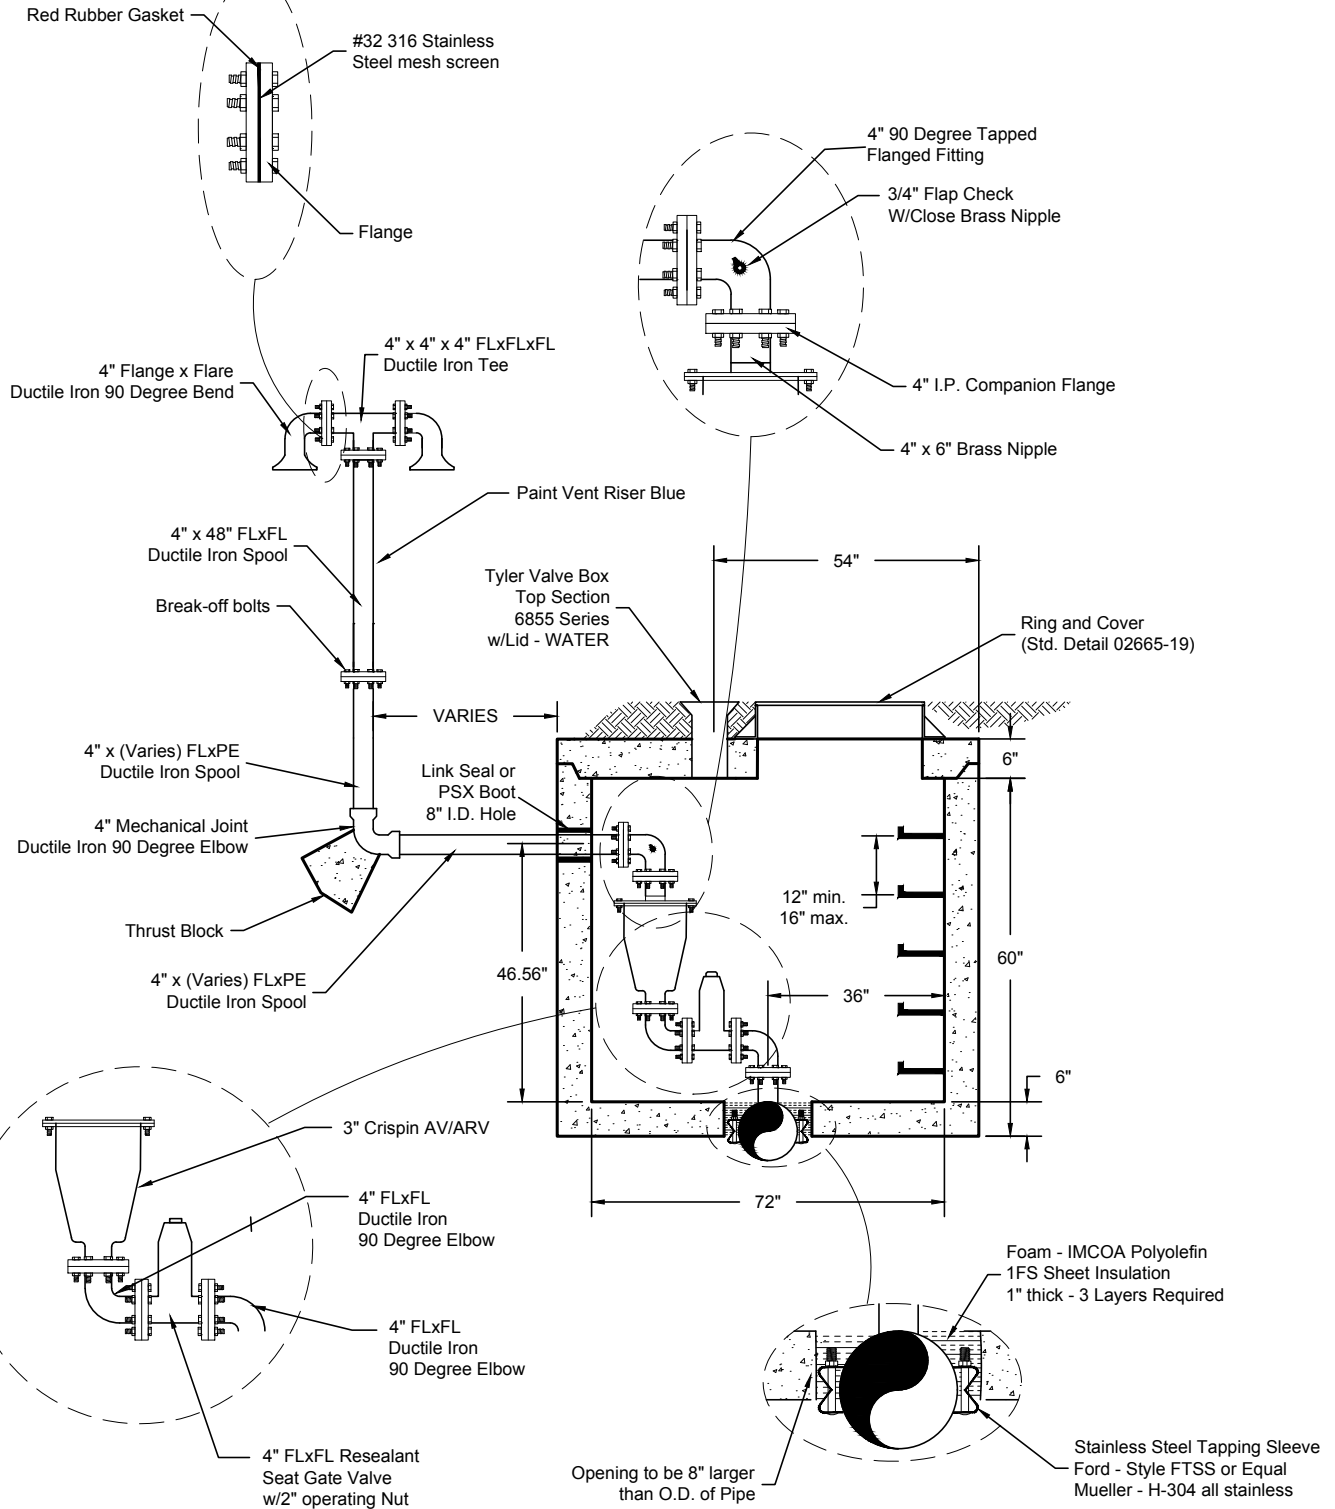 Red Rubber Gasket
#32 316 Stainless
Steel mesh screen
Flange
4" 90 Degree Tapped
Flanged Fitting
3/4" Flap Check
W/Close Brass Nipple
4" I.P. Companion Flange
4" x 6" Brass Nipple
4" x 4" x 4" FLxFLxFL
Ductile Iron Tee
4" Flange x Flare
Ductile Iron 90 Degree Bend
Paint Vent Riser Blue
4" x 48" FLxFL
Ductile Iron Spool
Break-off bolts
54"
Tyler Valve Box
Top Section
6855 Series
w/Lid - WATER
Ring and Cover
(Std. Detail 02665-19)
VARIES
4" x (Varies) FLxPE
Ductile Iron Spool
6"
Link Seal or
PSX Boot
8" I.D. Hole
4" Mechanical Joint
Ductile Iron 90 Degree Elbow
12" min.
16" max.
Thrust Block
4" x (Varies) FLxPE
Ductile Iron Spool
46.56"
60"
36"
6"
3" Crispin AV/ARV
72"
4" FLxFL
Ductile Iron
90 Degree Elbow
Foam - IMCOA Polyolefin
1FS Sheet Insulation
1" thick - 3 Layers Required
4" FLxFL
Ductile Iron
90 Degree Elbow
4" FLxFL Resealant
Seat Gate Valve
w/2" operating Nut
Opening to be 8" larger
than O.D. of Pipe
Stainless Steel Tapping Sleeve
Ford - Style FTSS or Equal
Mueller - H-304 all stainless